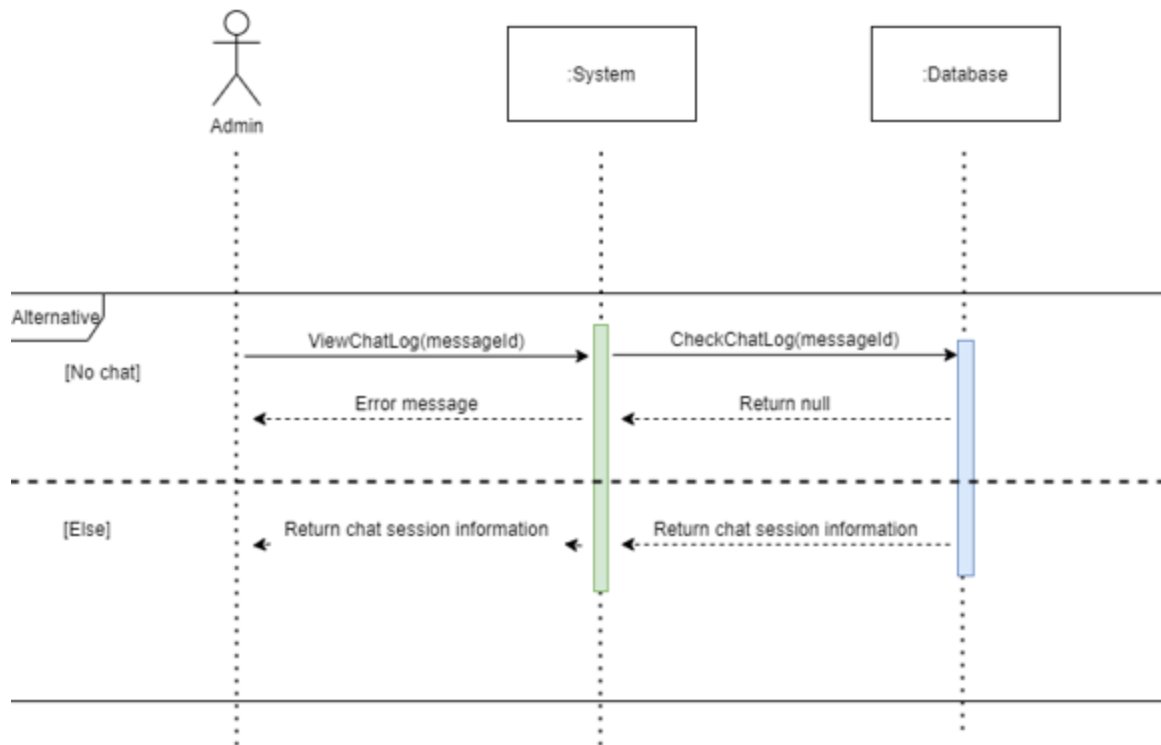 :System
:Database
Admin
Alternative
ViewChatLog(messageId)
CheckChatLog(messageId)
[No chat]
Error message
Return null
[Else]
Return chat session information
Return chat session information